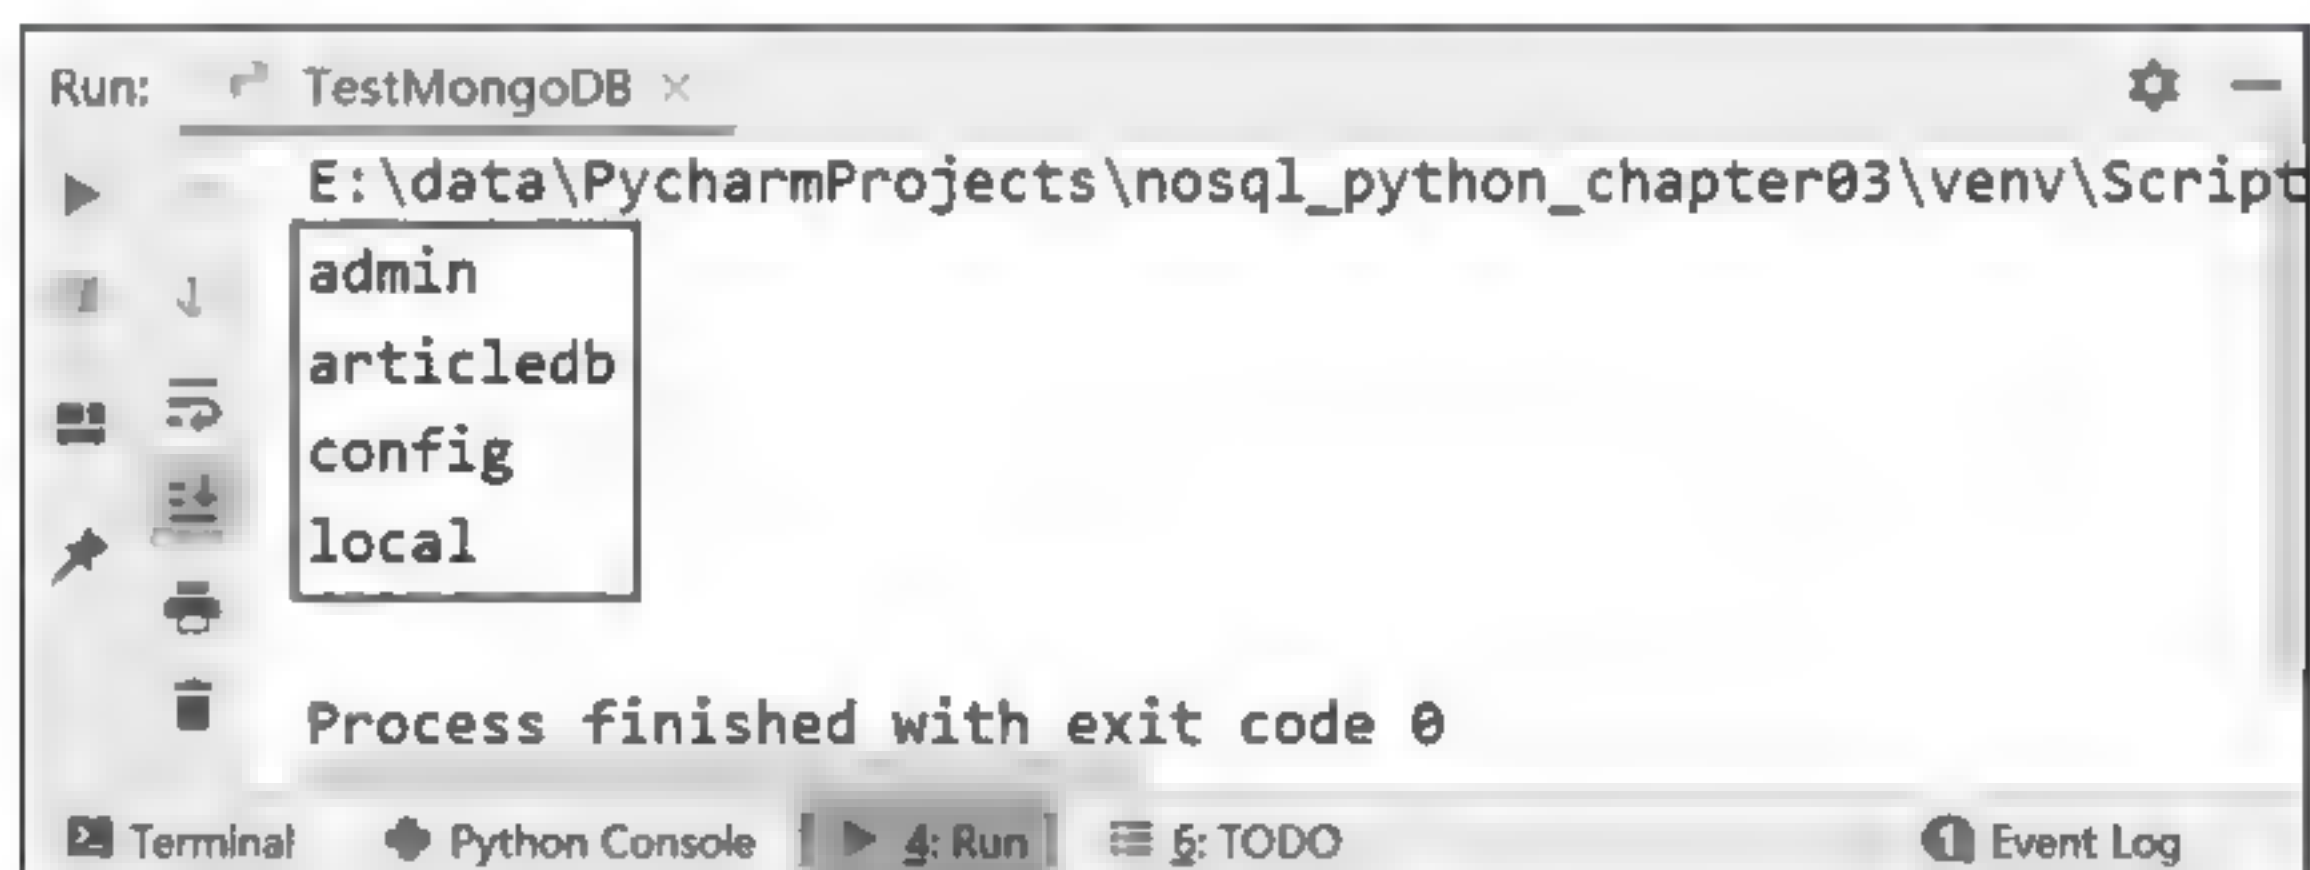 Run: TestMongoDB ×
E:\data\PycharmProjects\nosql_python_chapter03\venv\Script
admin
articledb
config
local
Process finished with exit code 0
Terminal Python Console 4: Run 6: TODO 1 Event Log